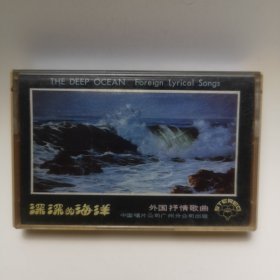 THE DEEP OCEAN Foreign Lyrical Songs
深深的海洋
外国抒情歌曲
中国唱片公司广州分公司出版
STEREO